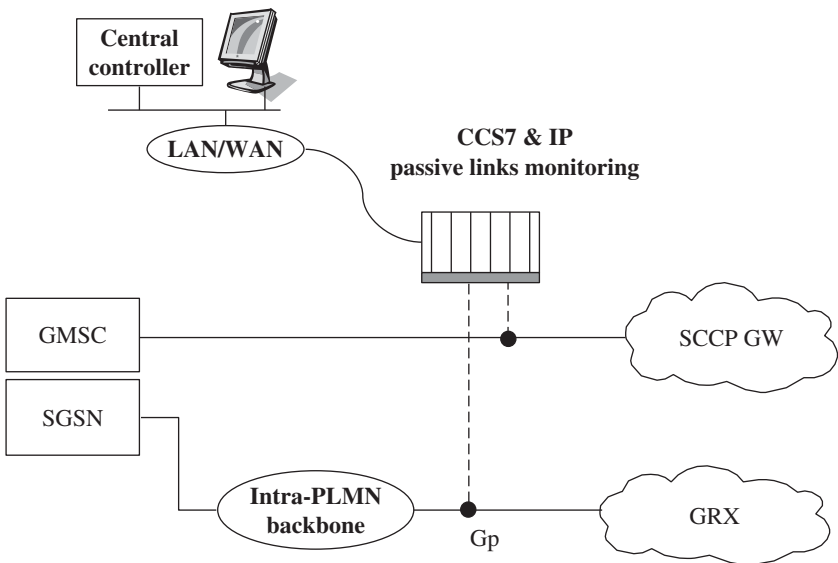 Central
controller
LAN/WAN
CCS7 & IP
passive links monitoring
GMSC
SCCP GW
SGSN
Intra-PLMN
backbone
Gp
GRX